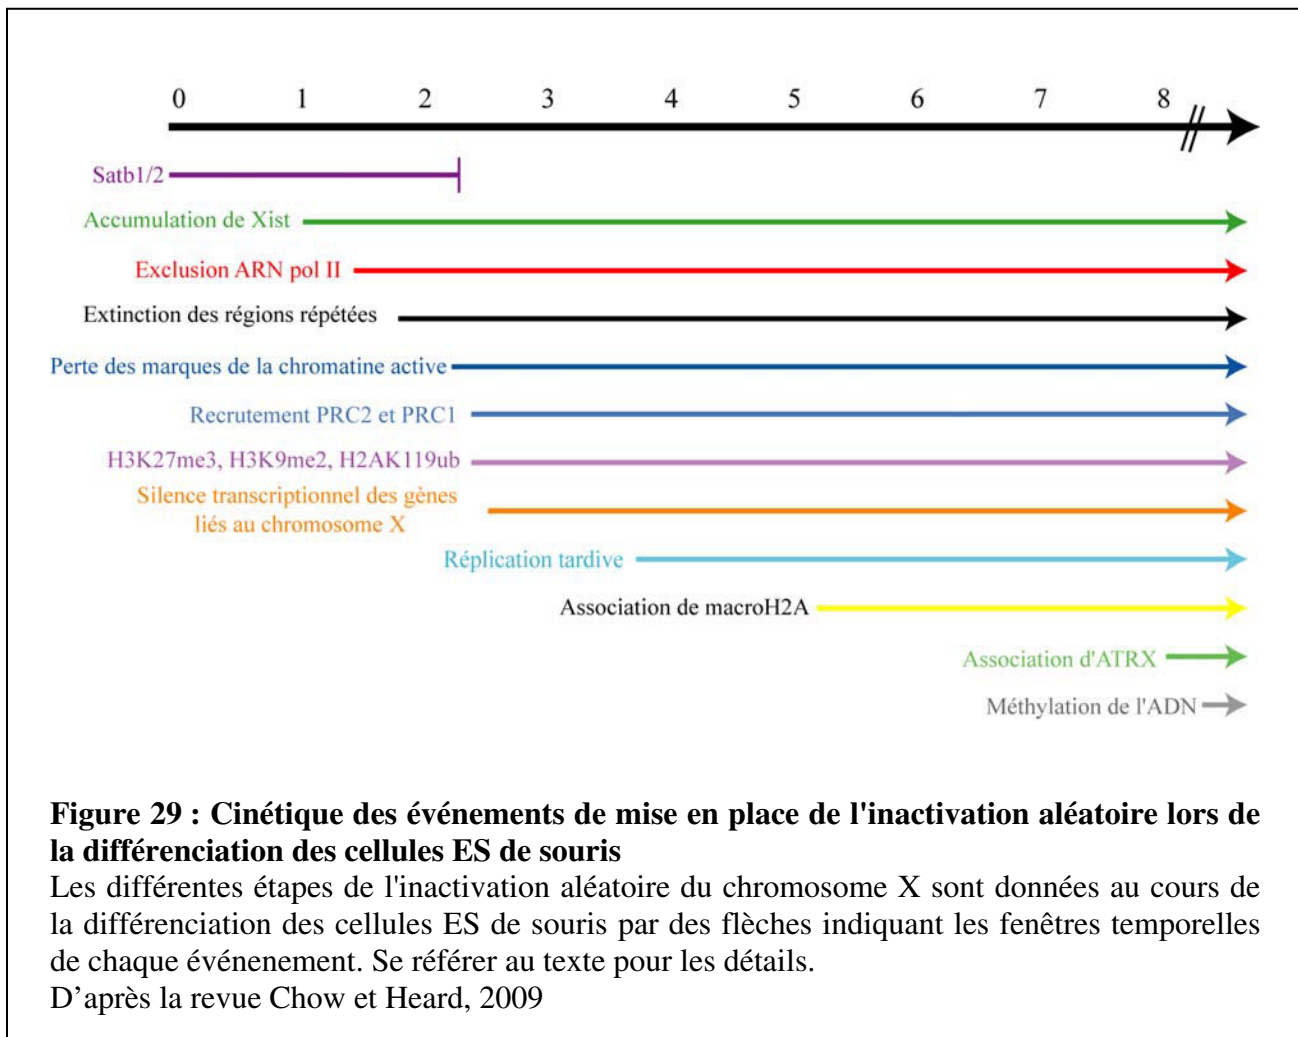 0 1 2 3 4 5 6 7 8
Satb1/2
Accumulation de Xist
Exclusion ARN pol II
Extinction des régions répétées
Perte des marques de la chromatine active
Recrutement PRC2 et PRC1
H3K27me3, H3K9me2, H2AK119ub
Silence transcriptionnel des gènes
liés au chromosome X
Réplication tardive
Association de macroH2A
Association d'ATRX
Méthylation de l'ADN
Figure 29 : Cinétique des événements de mise en place de l'inactivation aléatoire lors de
la différenciation des cellules ES de souris
Les différentes étapes de l'inactivation aléatoire du chromosome X sont données au cours de
la différenciation des cellules ES de souris par des flèches indiquant les fenêtres temporelles
de chaque événenement. Se référer au texte pour les détails.
D’après la revue Chow et Heard, 2009